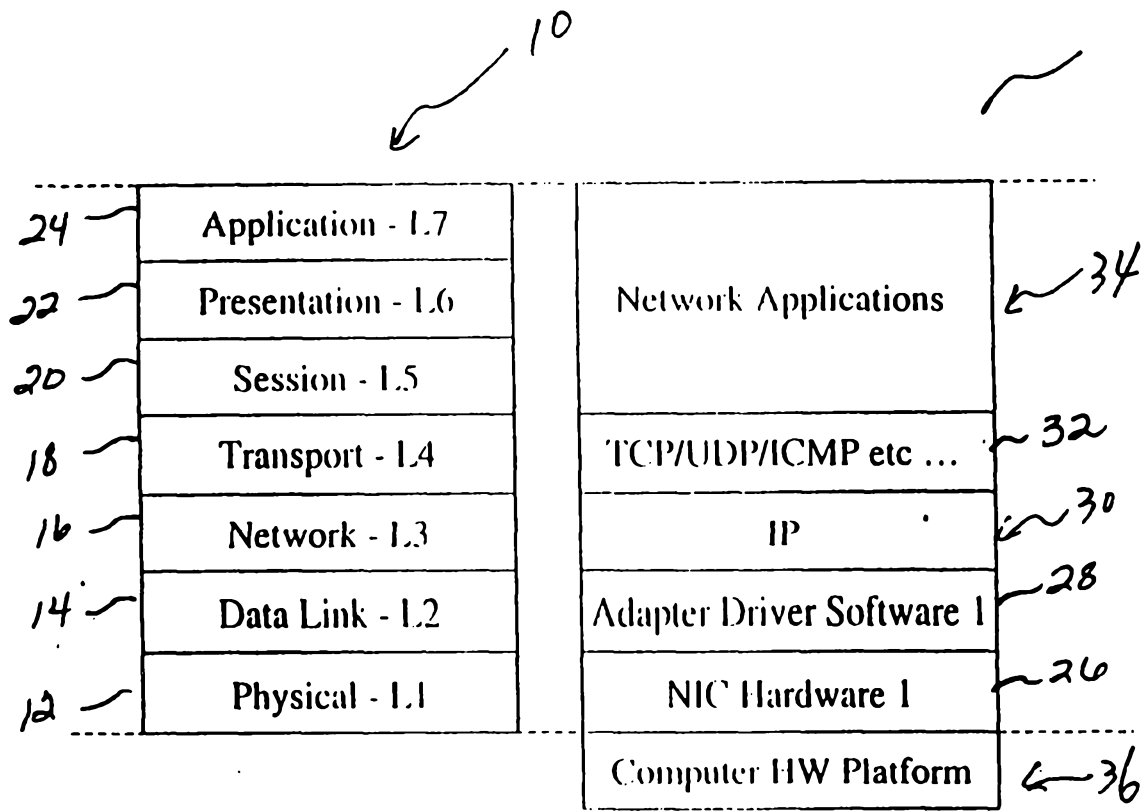 10
24 Application - L7
22 Presentation - L6
20 Session - L5
18 Transport - L4
16 Network - L3
14 Data Link - L2
12 Physical - L1
Network Applications 34
TCP/UDP/ICMP etc ... 32
IP 30
Adapter Driver Software 1 28
NIC Hardware 1 26
Computer HW Platform 36